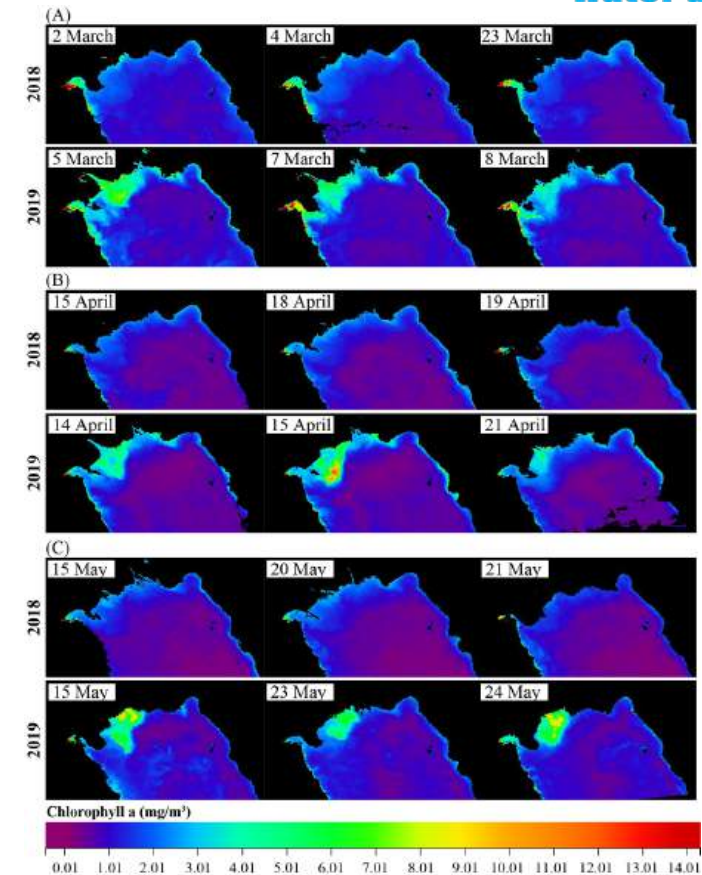 (A)
2018
2 March
4 March
23 March
2019
5 March
7 March
8 March
(B)
2018
15 April
18 April
19 April
2019
14 April
15 April
21 April
(C)
2018
15 May
20 May
21 May
2019
15 May
23 May
24 May
Chlorophyll a (mg/m³)
0.01 1.01 2.01 3.01 4.01 5.01 6.01 7.01 8.01 9.01 10.01 11.01 12.01 13.01 14.01